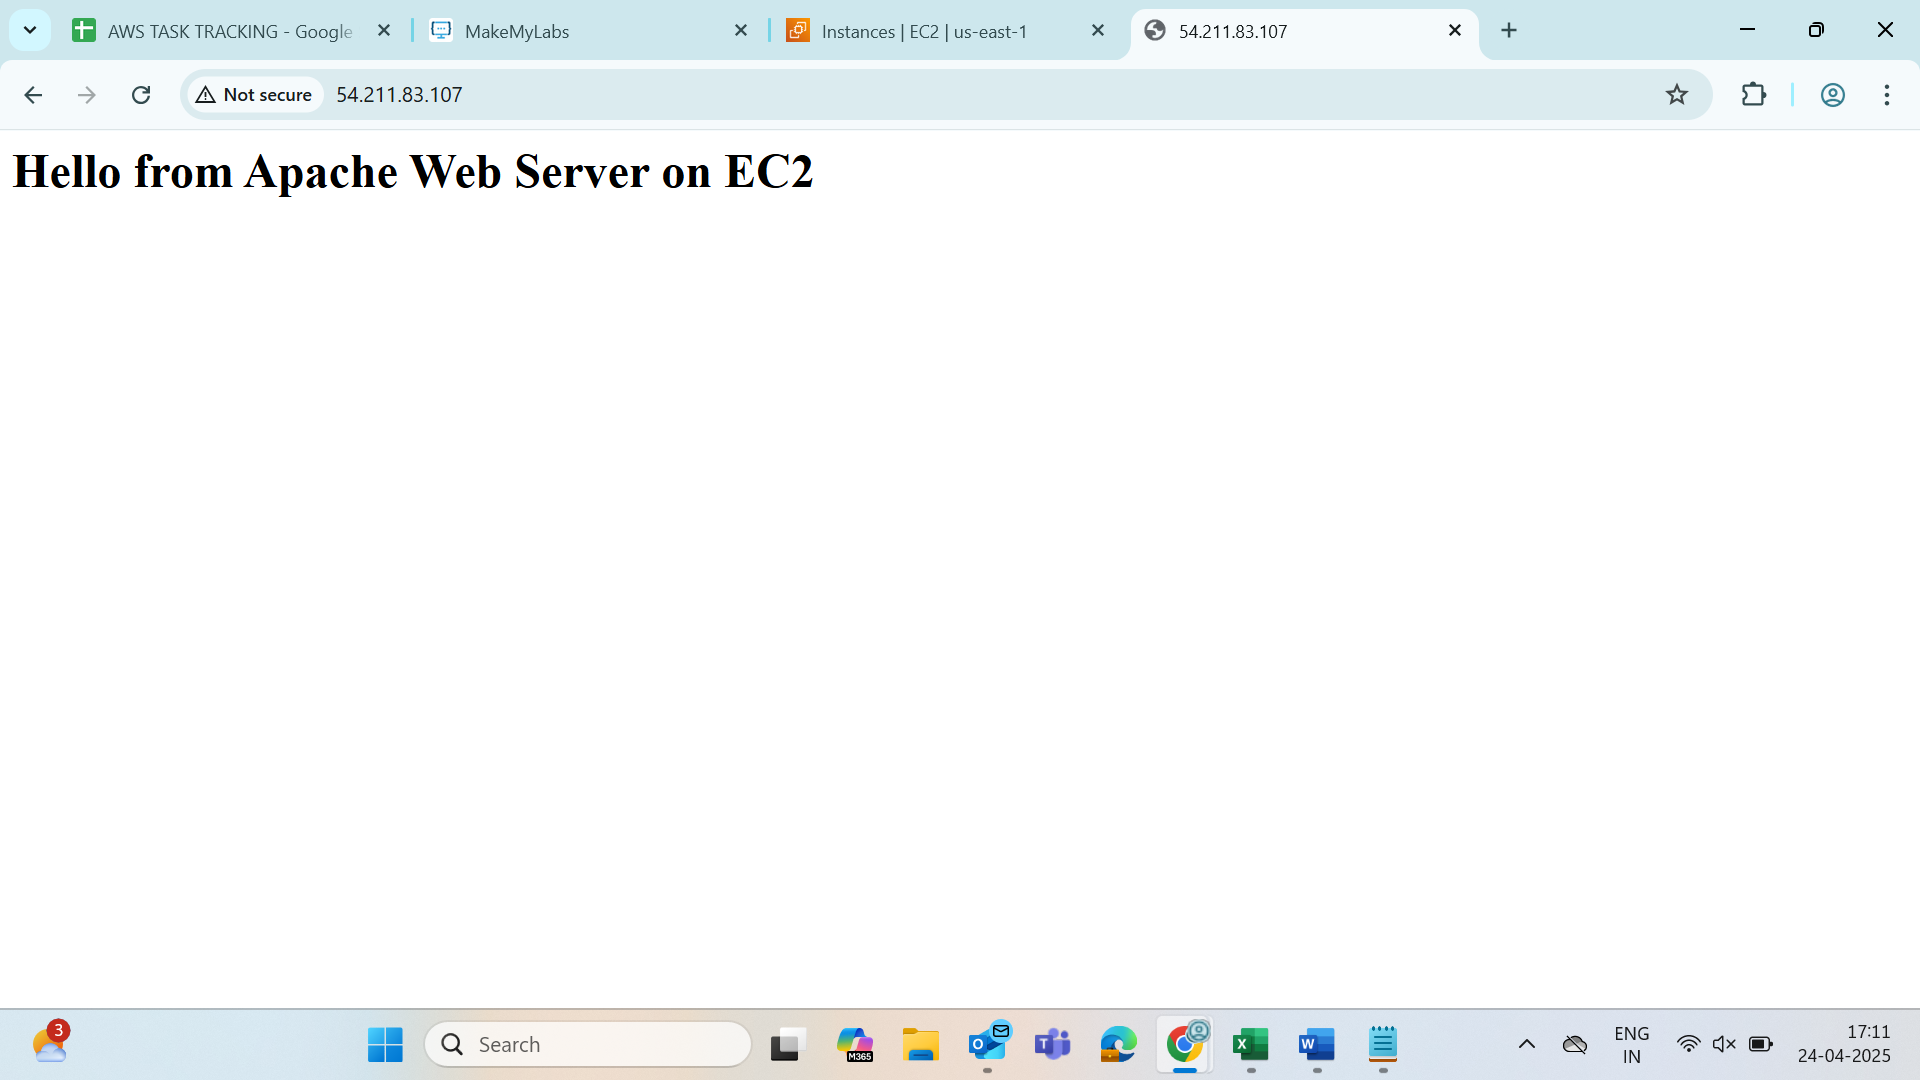 AWS TASK TRACKING - Google
MakeMyLabs
Instances | EC2 | us-east-1
54.211.83.107
Not secure
54.211.83.107
Hello from Apache Web Server on EC2
3
Search
M365
ENG
IN
17:11
24-04-2025